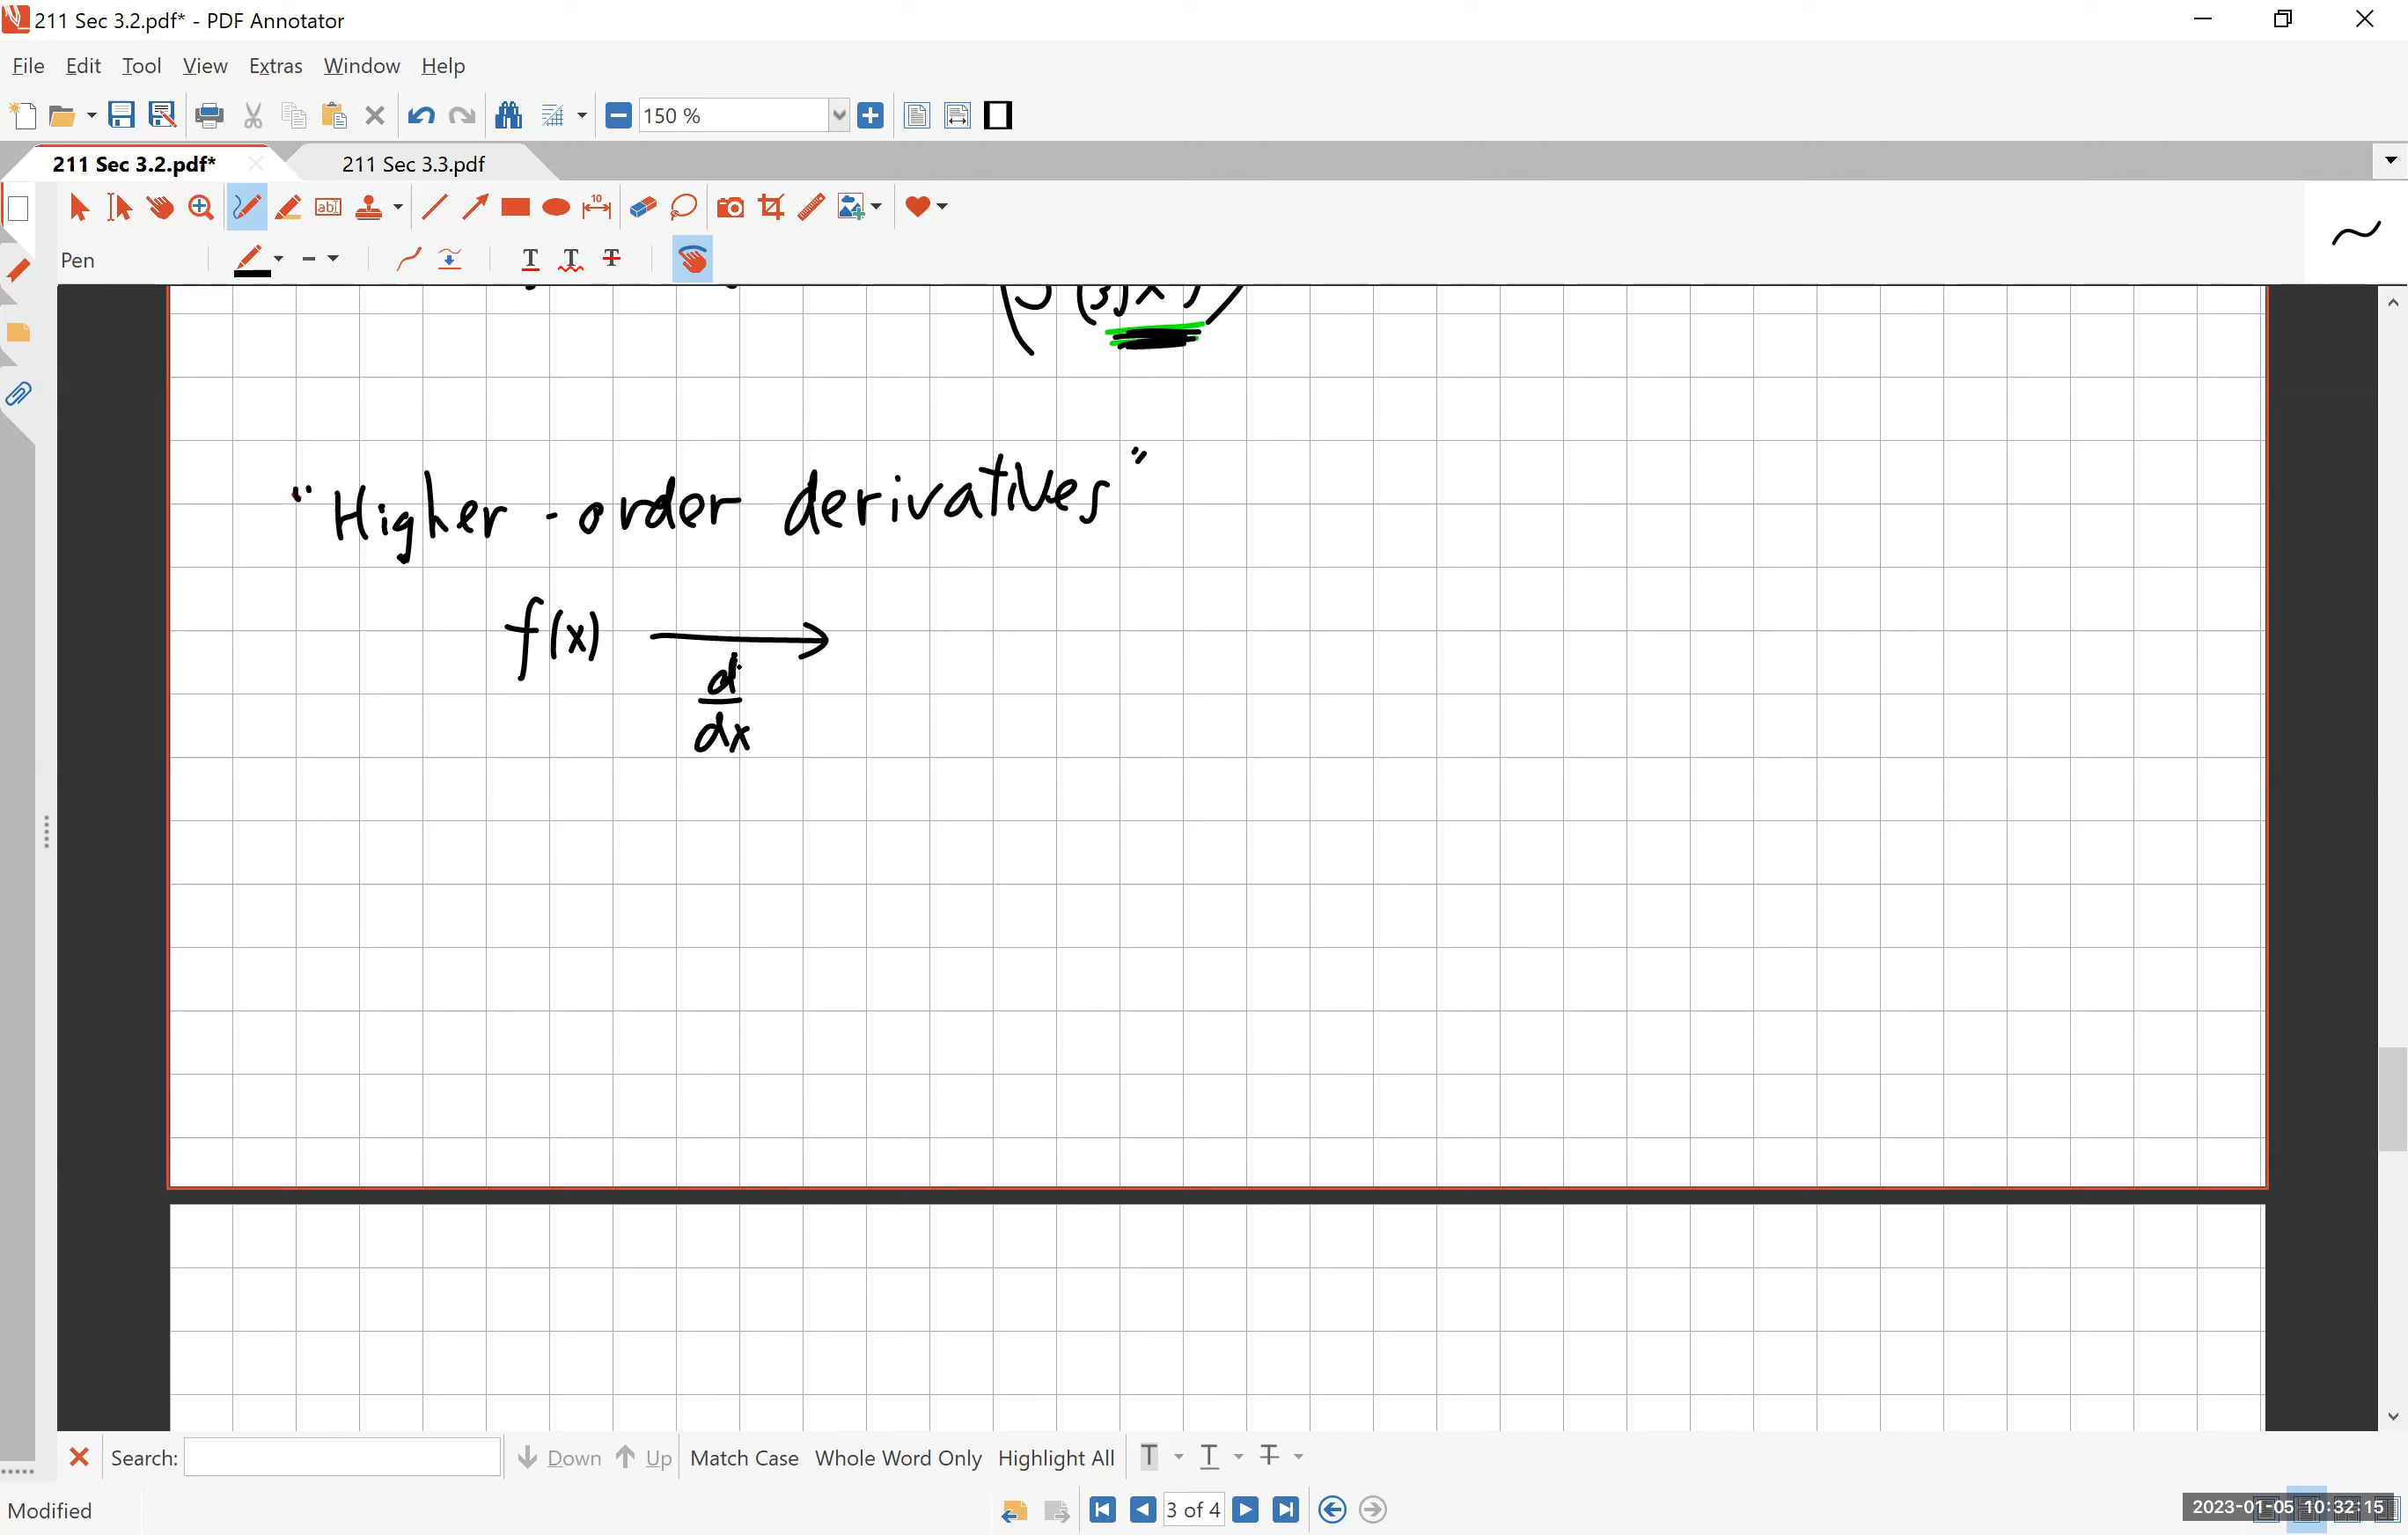 211 Sec 3.2.pdf* - PDF Annotator
File Edit Tool View Extras Window Help
150 %
211 Sec 3.2.pdf* 211 Sec 3.3.pdf
Pen
"Higher-order derivatives"
f(x) →
d
dx
Search: Down Up Match Case Whole Word Only Highlight All
Modified 3 of 4 2023-01-05 10:32:15